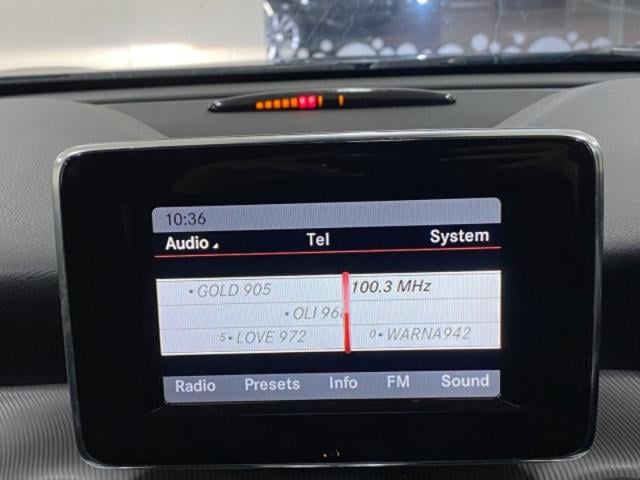 10:36
Audio Tel System
• GOLD 905 100.3 MHz
• OLI 968
5• LOVE 972 0• WARNA942
Radio Presets Info FM Sound